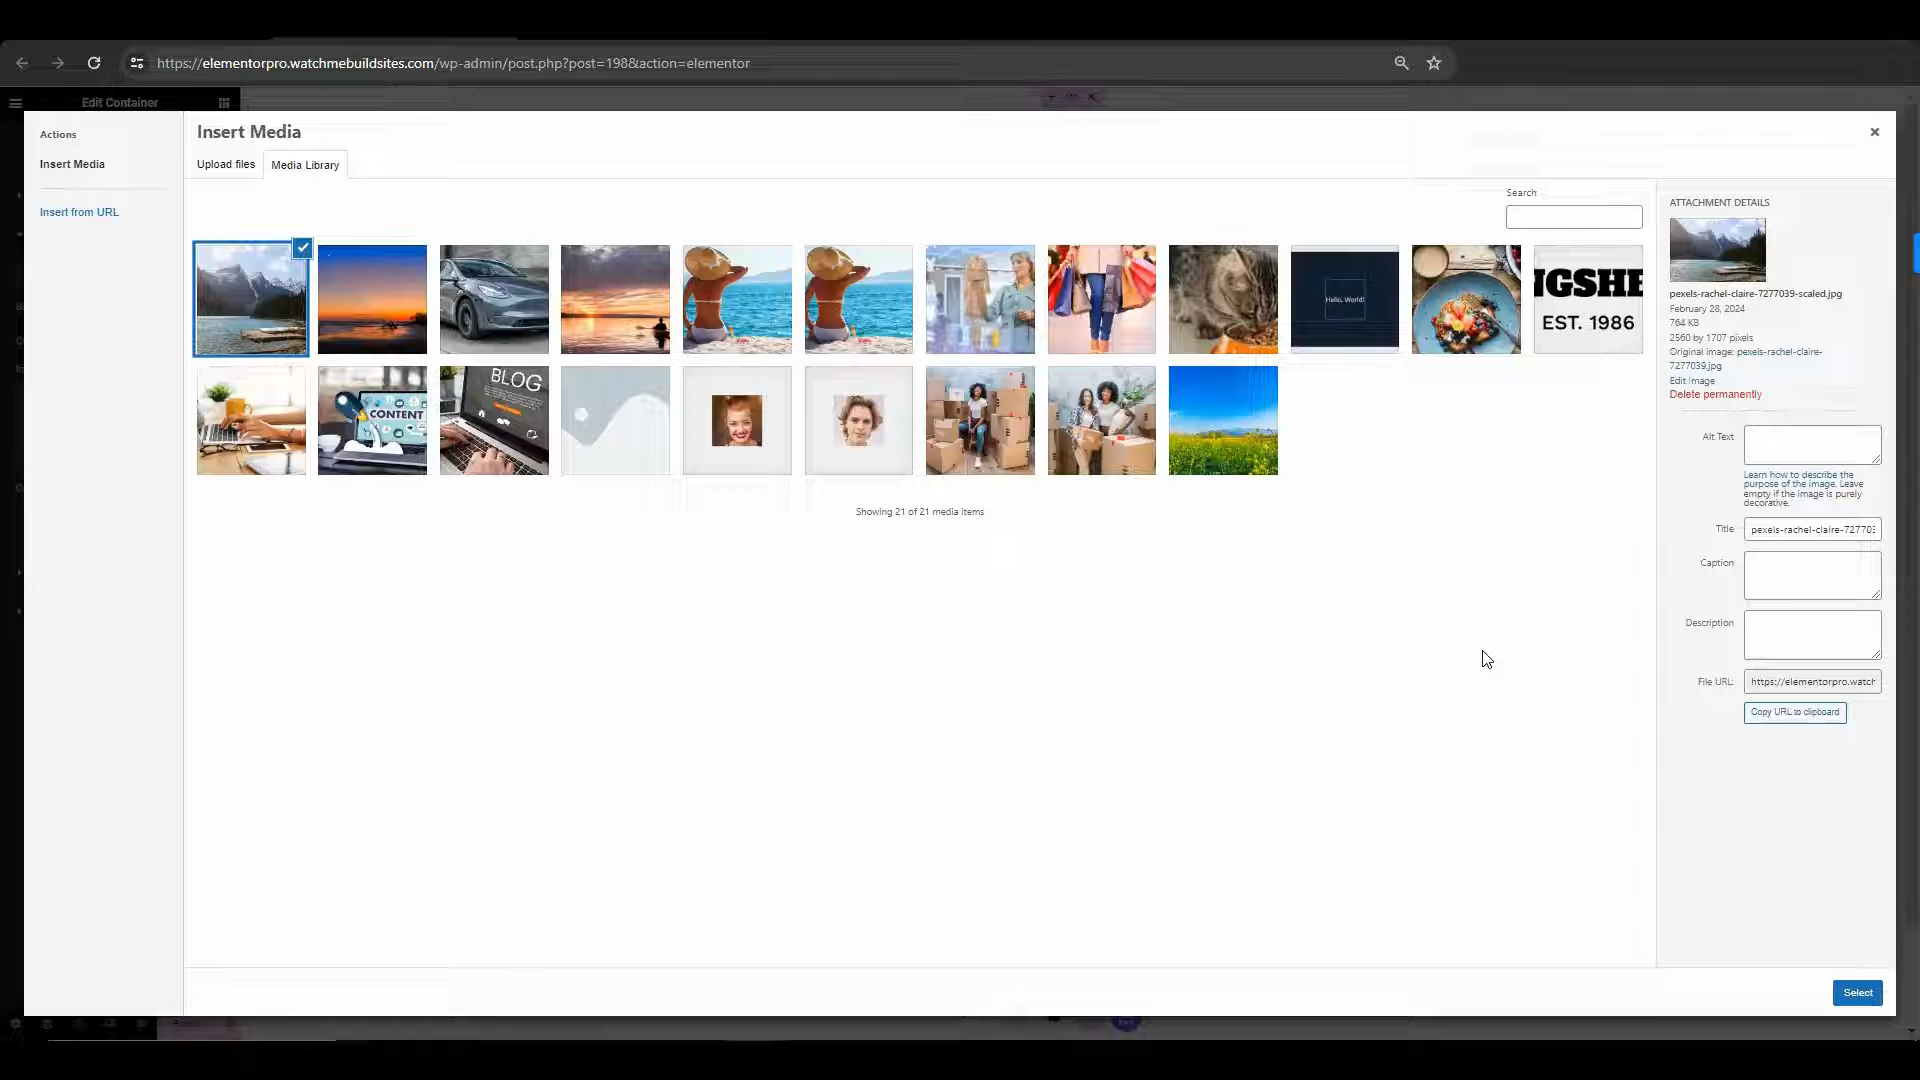 https://elementorpro.watchmebuildsites.com/wp-admin/post.php?post=198&action=elementor
Edit Container
Actions
Insert Media
Insert from URL
Insert Media
Upload files
Media Library
Search
Hello, World!
NGSHE
EST. 1986
CONTENT
BLOG
Showing 21 of 21 media items
ATTACHMENT DETAILS
pexels-rachel-claire-7277039-scaled.jpg
February 28, 2024
764 KB
2560 by 1707 pixels
Original image: pexels-rachel-claire-
7277039.jpg
Edit Image
Delete permanently
Alt Text
Learn how to describe the
purpose of the image. Leave
empty if the image is purely
decorative.
Title
pexels-rachel-claire-72770
Caption
Description
File URL:
https://elementorpro.watch
Copy URL to clipboard
Select